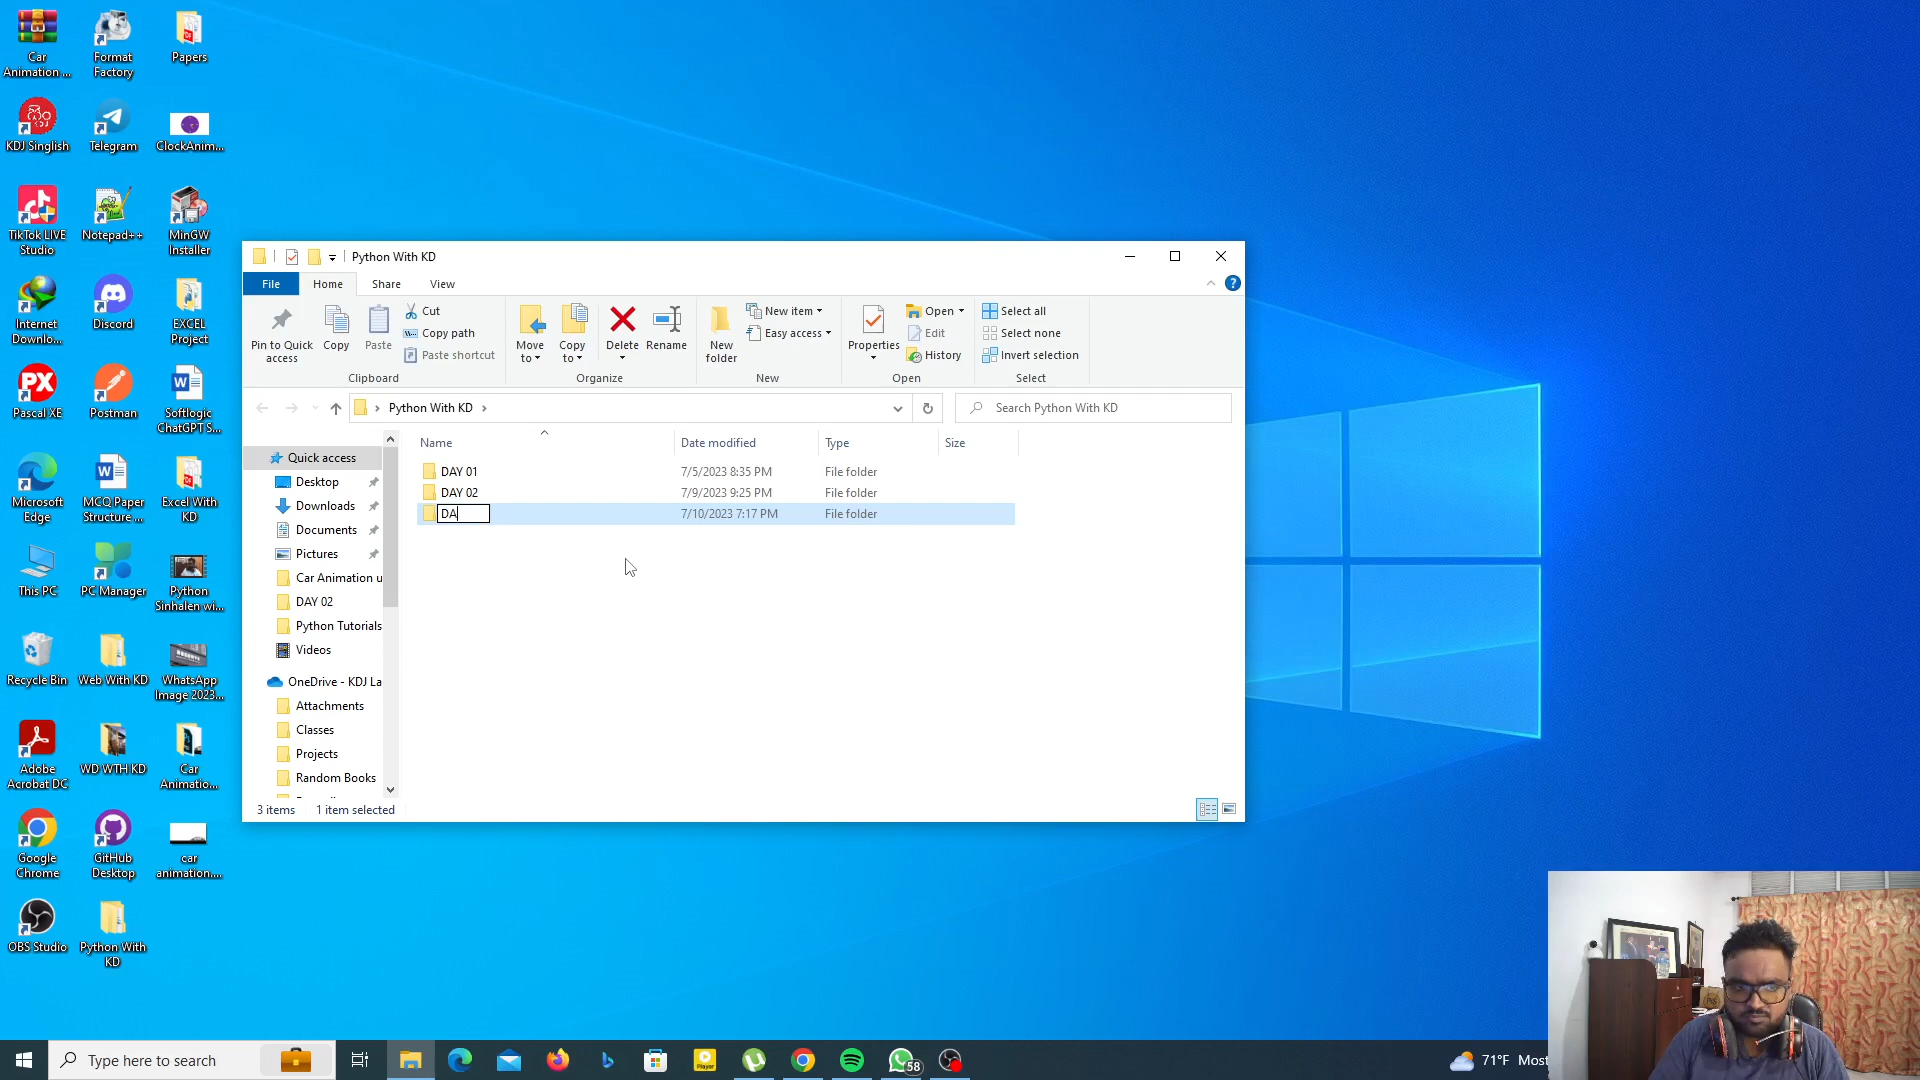 Car
Animation ...
Format
Factory
Papers
KDJ Singlish
Telegram
ClockAnim...
TikTok LIVE
Studio
Notepad++
MinGW
Installer
Internet
Downlo...
Discord
EXCEL
Project
Pascal XE
Postman
Softlogic
ChatGPT S...
Microsoft
Edge
MCQ Paper
Structure ...
Excel With
KD
This PC
PC Manager
Python
Sinhalen wi...
Recycle Bin
Web With KD
WhatsApp
Image 2023...
Adobe
Acrobat DC
WD WTH KD
Car
Animatio...
Google
Chrome
GitHub
Desktop
car
animation....
OBS Studio
Python With
KD
Python With KD
File Home Share View
Pin to Quick
access
Copy
Paste
Cut
Copy path
Paste shortcut
Clipboard
Move
to
Copy
to
Delete
Rename
Organize
New
folder
New item
Easy access
New
Properties
Open
Edit
History
Open
Select all
Select none
Invert selection
Select
Python With KD
Search Python With KD
Name Date modified Type Size
DAY 01 7/5/2023 8:35 PM File folder
DAY 02 7/9/2023 9:25 PM File folder
DA 7/10/2023 7:17 PM File folder
Quick access
Desktop
Downloads
Documents
Pictures
Car Animation u
DAY 02
Python Tutorials
Videos
OneDrive - KDJ La
Attachments
Classes
Projects
Random Books
3 items 1 item selected
Type here to search
Player
58
71°F Most